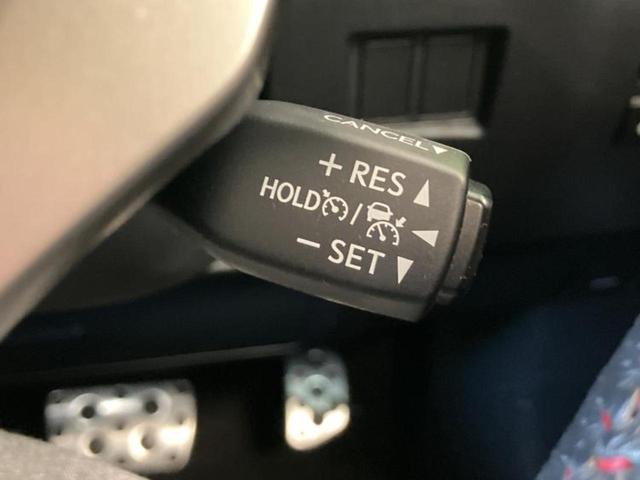 CANCEL▼
+ RES ▲
HOLD / ◀
− SET ▼